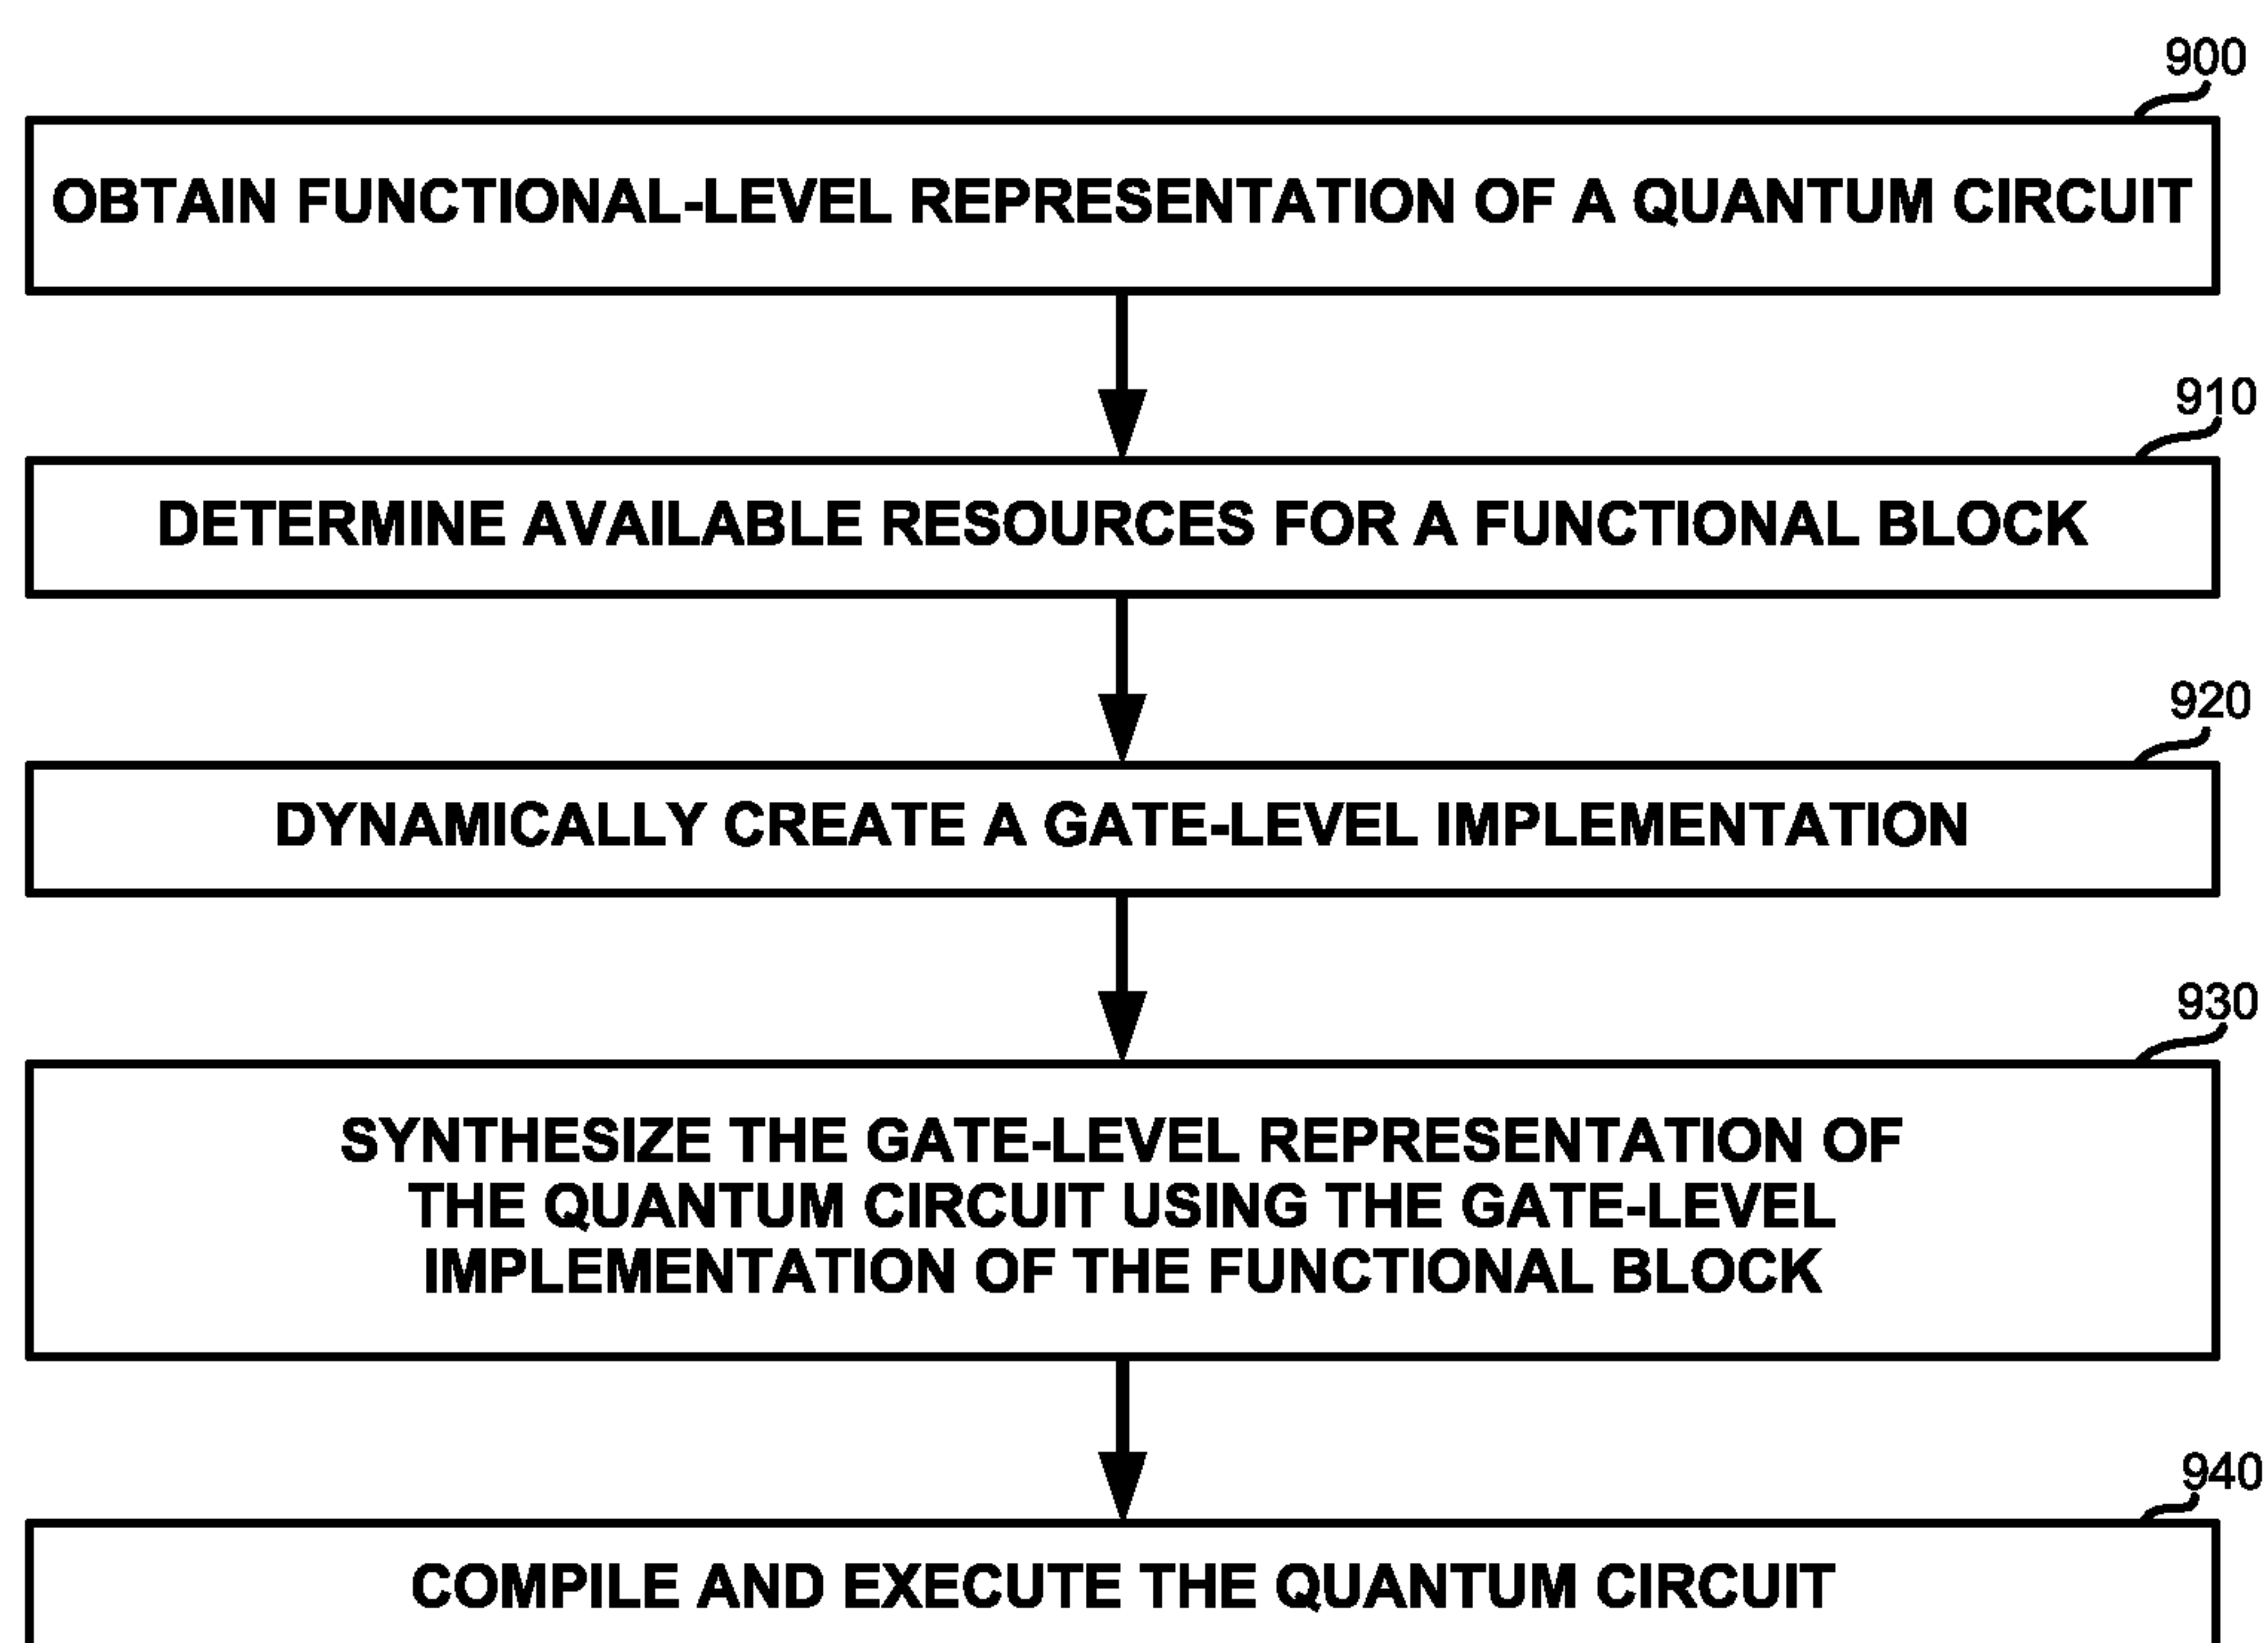 900
OBTAIN FUNCTIONAL-LEVEL REPRESENTATION OF A QUANTUM CIRCUIT
910
DETERMINE AVAILABLE RESOURCES FOR A FUNCTIONAL BLOCK
920
DYNAMICALLY CREATE A GATE-LEVEL IMPLEMENTATION
930
SYNTHESIZE THE GATE-LEVEL REPRESENTATION OF
THE QUANTUM CIRCUIT USING THE GATE-LEVEL
IMPLEMENTATION OF THE FUNCTIONAL BLOCK
940
COMPILE AND EXECUTE THE QUANTUM CIRCUIT